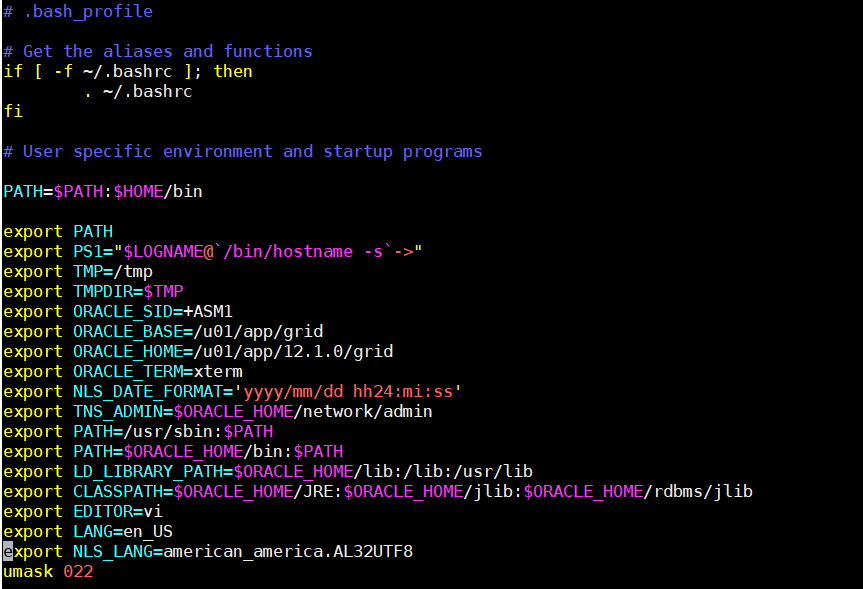 # .bash_profile
# Get the aliases and functions
if [ -f ~/.bashrc ]; then
        . ~/.bashrc
fi
# User specific environment and startup programs
PATH=$PATH:$HOME/bin
export PATH
export PS1="$LOGNAME@`/bin/hostname -s`->"
export TMP=/tmp
export TMPDIR=$TMP
export ORACLE_SID=+ASM1
export ORACLE_BASE=/u01/app/grid
export ORACLE_HOME=/u01/app/12.1.0/grid
export ORACLE_TERM=xterm
export NLS_DATE_FORMAT='yyyy/mm/dd hh24:mi:ss'
export TNS_ADMIN=$ORACLE_HOME/network/admin
export PATH=/usr/sbin:$PATH
export PATH=$ORACLE_HOME/bin:$PATH
export LD_LIBRARY_PATH=$ORACLE_HOME/lib:/lib:/usr/lib
export CLASSPATH=$ORACLE_HOME/JRE:$ORACLE_HOME/jlib:$ORACLE_HOME/rdbms/jlib
export EDITOR=vi
export LANG=en_US
export NLS_LANG=american_america.AL32UTF8
umask 022